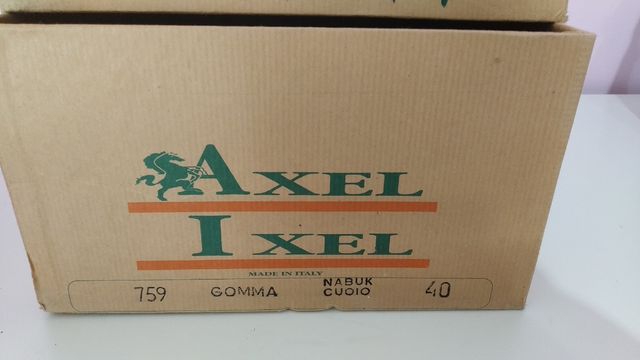 AXEL
IXEL
MADE IN ITALY
759 GOMMA NABUK CUOIO 40